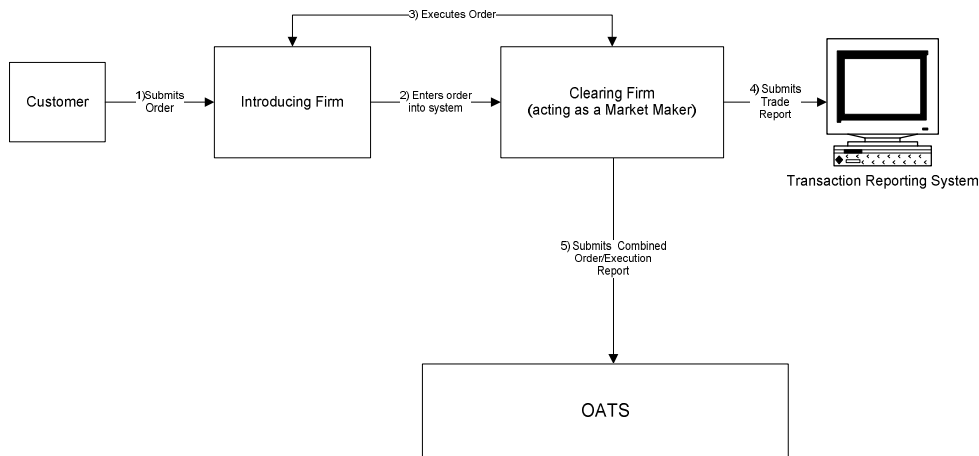 3) Executes Order
Customer
1)Submits
Order
Introducing Firm
2) Enters order
into system
Clearing Firm
(acting as a Market Maker)
4) Submits
Trade
Report
Transaction Reporting System
5) Submits Combined
Order/Execution
Report
OATS